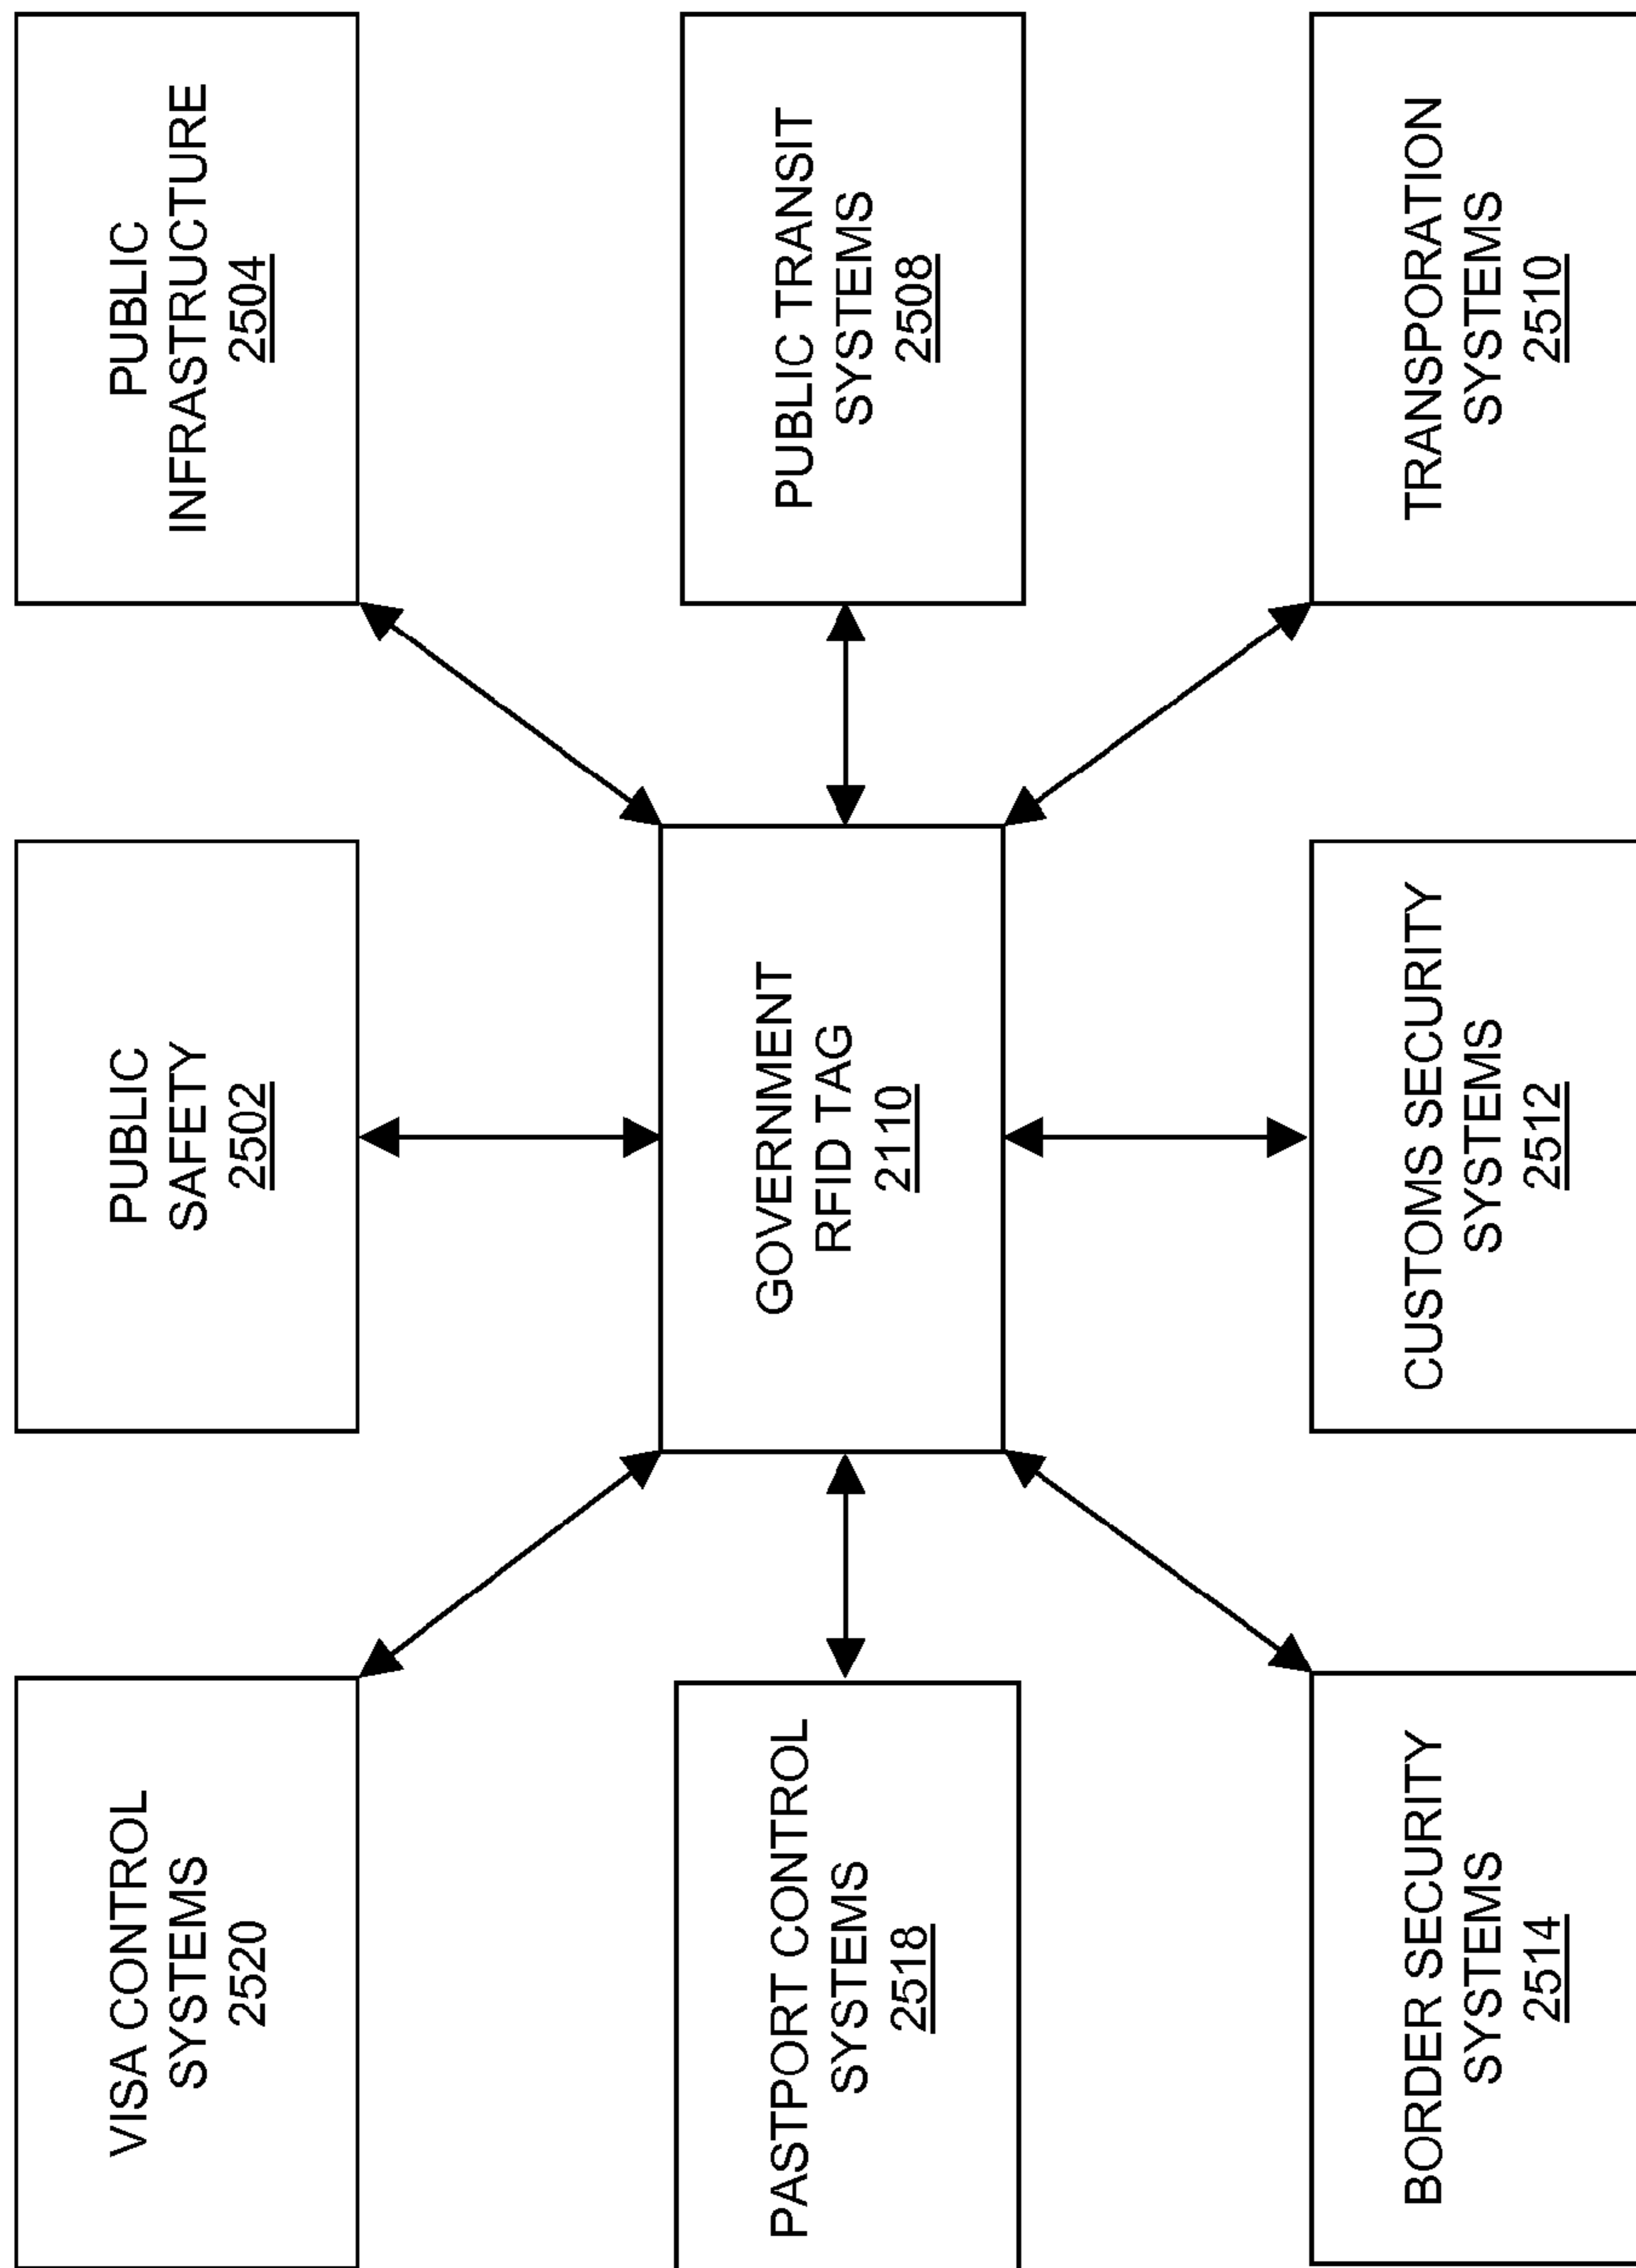 VISA CONTROL
SYSTEMS
2520
PUBLIC
SAFETY
2502
PUBLIC
INFRASTRUCTURE
2504
PASTPORT CONTROL
SYSTEMS
2518
GOVERNMENT
RFID TAG
2110
PUBLIC TRANSIT
SYSTEMS
2508
BORDER SECURITY
SYSTEMS
2514
CUSTOMS SECURITY
SYSTEMS
2512
TRANSPORATION
SYSTEMS
2510